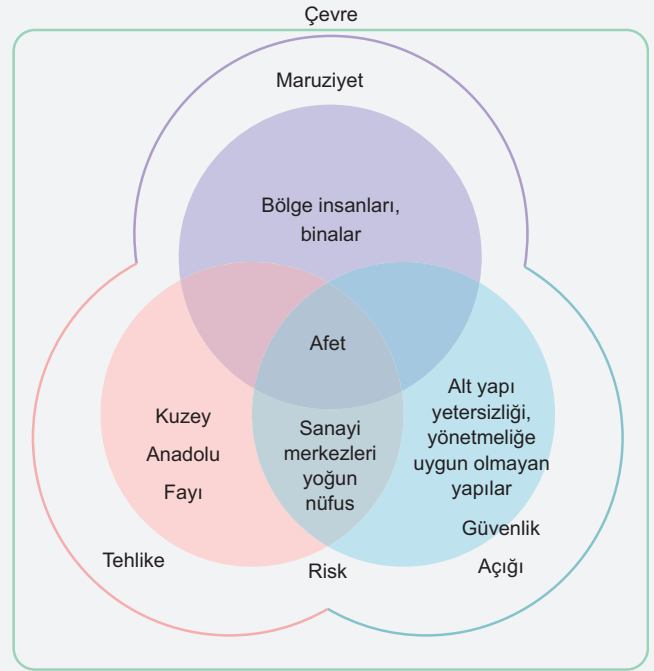 Çevre
Maruziyet
Bölge insanları,
binalar
Afet
Kuzey
Anadolu
Fayı
Sanayi
merkezleri
yoğun
nüfus
Alt yapı
yetersizliği,
yönetmeliğe
uygun olmayan
yapılar
Güvenlik
Açığı
Tehlike
Risk